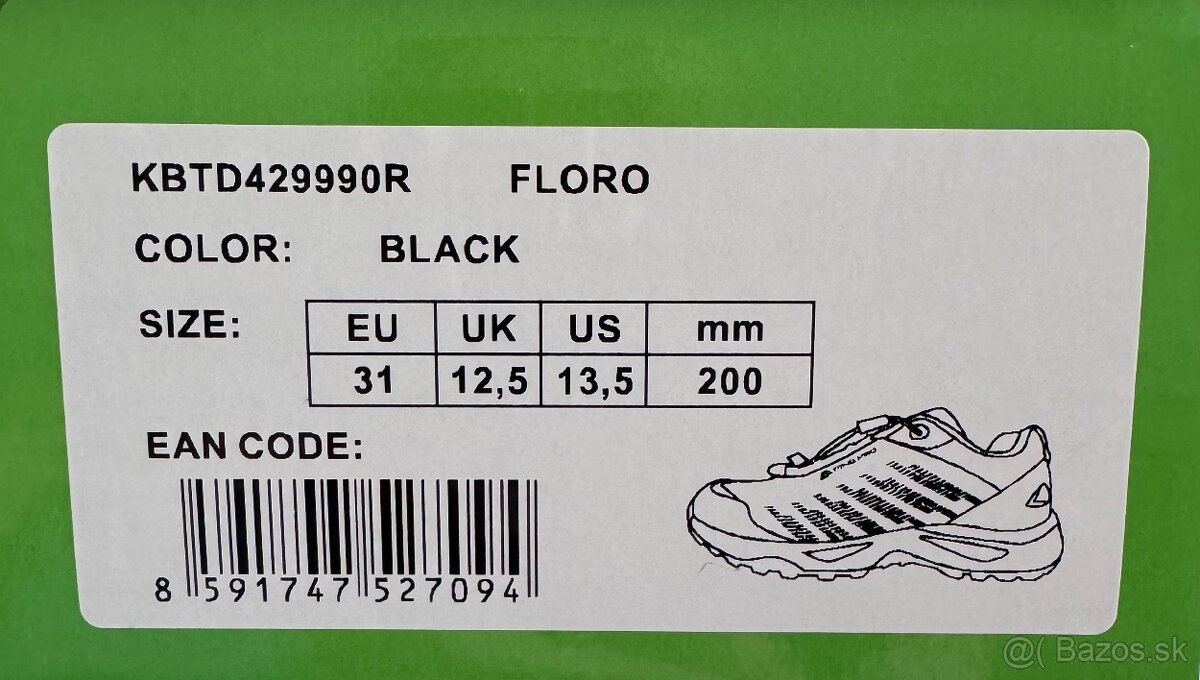 KBTD429990R FLORO
COLOR: BLACK
SIZE: EU UK US mm
31 12,5 13,5 200
EAN CODE:
8 591747 527094
@( Bazos.sk